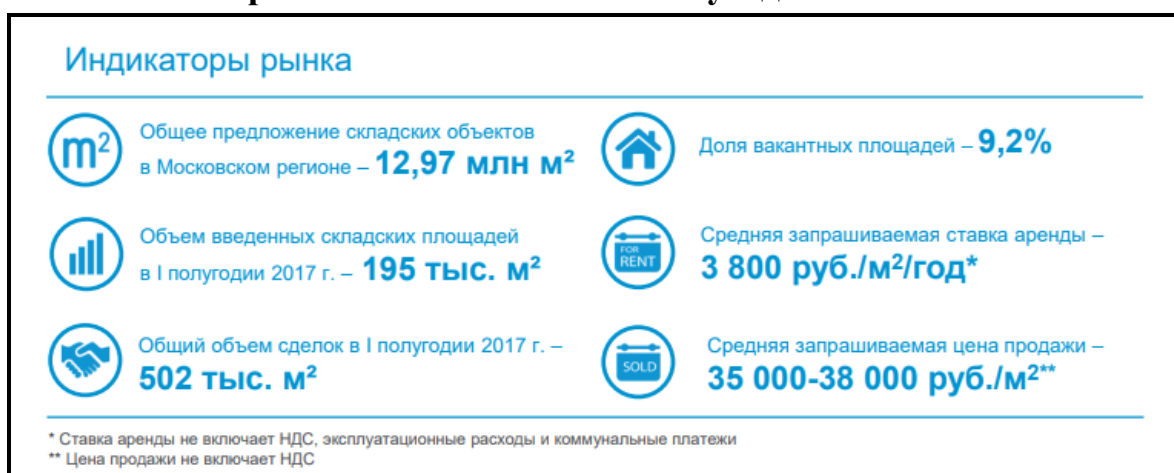 Индикаторы рынка
m²
Общее предложение складских объектов
в Московском регионе – 12,97 млн м²
Доля вакантных площадей – 9,2%
Объем введенных складских площадей
в I полугодии 2017 г. – 195 тыс. м²
FOR
RENT
Средняя запрашиваемая ставка аренды –
3 800 руб./м²/год*
Общий объем сделок в I полугодии 2017 г. –
502 тыс. м²
SOLD
Средняя запрашиваемая цена продажи –
35 000-38 000 руб./м²**
* Ставка аренды не включает НДС, эксплуатационные расходы и коммунальные платежи
** Цена продажи не включает НДС